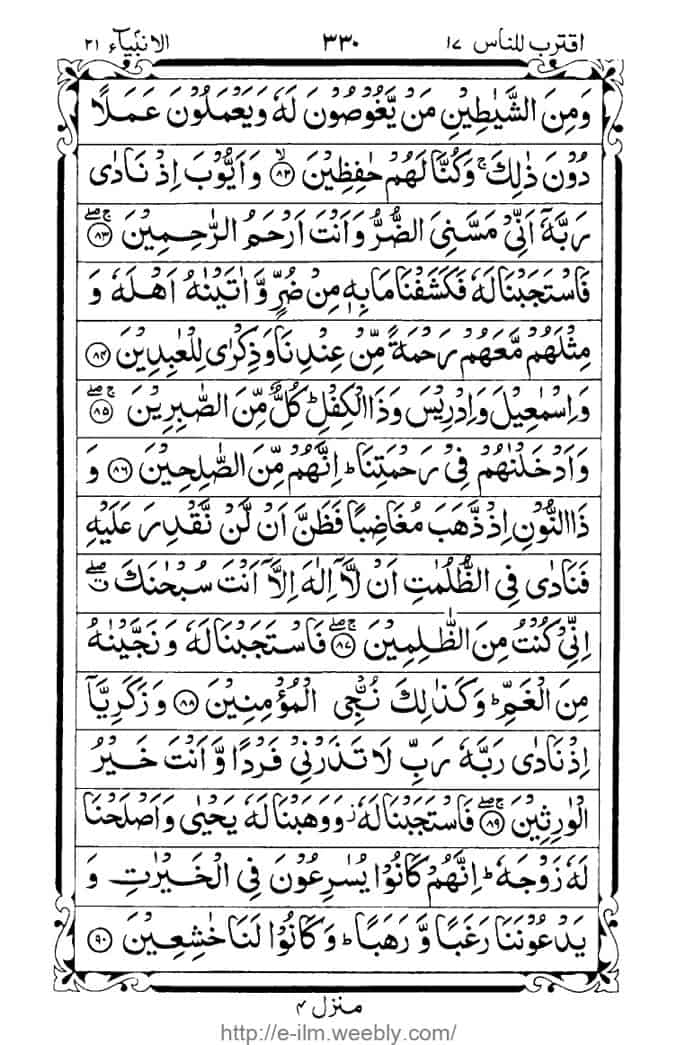 اقترب للناس ١٧ ٣٣٠ الانبيآء ٢١
وَمِنَ الشَّيٰطِيْنِ مَنْ يَّغُوْصُوْنَ لَهٗ وَيَعْمَلُوْنَ عَمَلًا
دُوْنَ ذٰلِكَ ۚ وَكُنَّا لَهُمْ حٰفِظِيْنَ ۙ﴿۸۲﴾ وَاَيُّوْبَ اِذْ نَادٰى
رَبَّهٗۤ اَنِّيْ مَسَّنِيَ الضُّرُّ وَاَنْتَ اَرْحَمُ الرّٰحِمِيْنَ ۚۖ﴿۸۳﴾
فَاسْتَجَبْنَا لَهٗ فَكَشَفْنَا مَا بِهٖ مِنْ ضُرٍّ وَّاٰتَيْنٰهُ اَهْلَهٗ وَ
مِثْلَهُمْ مَّعَهُمْ رَحْمَةً مِّنْ عِنْدِنَا وَذِكْرٰى لِلْعٰبِدِيْنَ ﴿۸۴﴾
وَاِسْمٰعِيْلَ وَاِدْرِيْسَ وَذَا الْكِفْلِ ؕ كُلٌّ مِّنَ الصّٰبِرِيْنَ ۚۖ﴿۸۵﴾
وَاَدْخَلْنٰهُمْ فِيْ رَحْمَتِنَا ؕ اِنَّهُمْ مِّنَ الصّٰلِحِيْنَ ﴿۸۶﴾ وَ
ذَا النُّوْنِ اِذْ ذَّهَبَ مُغَاضِبًا فَظَنَّ اَنْ لَّنْ نَّقْدِرَ عَلَيْهِ
فَنَادٰى فِي الظُّلُمٰتِ اَنْ لَّاۤ اِلٰهَ اِلَّاۤ اَنْتَ سُبْحٰنَكَ ۖ
اِنِّيْ كُنْتُ مِنَ الظّٰلِمِيْنَ ۚۖ﴿۸۷﴾ فَاسْتَجَبْنَا لَهٗ وَنَجَّيْنٰهُ
مِنَ الْغَمِّ ؕ وَكَذٰلِكَ نُـْۨجِي الْمُؤْمِنِيْنَ ﴿۸۸﴾ وَزَكَرِيَّاۤ
اِذْ نَادٰى رَبَّهٗ رَبِّ لَا تَذَرْنِيْ فَرْدًا وَّاَنْتَ خَيْرُ
الْوٰرِثِيْنَ ۚۖ﴿۸۹﴾ فَاسْتَجَبْنَا لَهٗ ؗ وَوَهَبْنَا لَهٗ يَحْيٰى وَاَصْلَحْنَا
لَهٗ زَوْجَهٗ ؕ اِنَّهُمْ كَانُوْا يُسٰرِعُوْنَ فِي الْخَيْرٰتِ وَ
يَدْعُوْنَنَا رَغَبًا وَّرَهَبًا ؕ وَكَانُوْا لَنَا خٰشِعِيْنَ ﴿۹۰﴾
منزل ۴
http://e-ilm.weebly.com/